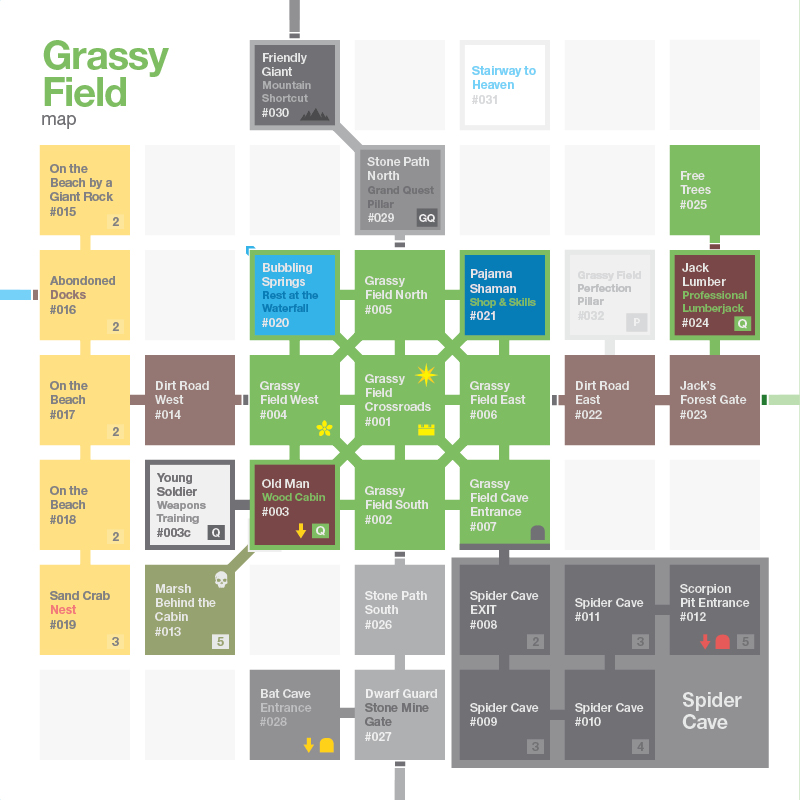 Grassy
Field
map
Friendly
Giant
Mountain
Shortcut
#030
Stairway to
Heaven
#031
On the
Beach by a
Giant Rock
#015
2
Stone Path
North
Grand Quest
Pillar
#029
GQ
Free
Trees
#025
Abondoned
Docks
#016
2
Bubbling
Springs
Rest at the
Waterfall
#020
Grassy
Field North
#005
Pajama
Shaman
Shop & Skills
#021
Grassy Field
Perfection
Pillar
#032
P
Jack
Lumber
Professional
Lumberjack
#024
Q
On the
Beach
#017
2
Dirt Road
West
#014
Grassy
Field West
#004
Grassy
Field
Crossroads
#001
Grassy
Field East
#006
Dirt Road
East
#022
Jack's
Forest Gate
#023
On the
Beach
#018
2
Young
Soldier
Weapons
Training
#003c
Q
Old Man
Wood Cabin
#003
Q
Grassy
Field South
#002
Grassy
Field Cave
Entrance
#007
Sand Crab
Nest
#019
3
Marsh
Behind the
Cabin
#013
5
Stone Path
South
#026
Spider Cave
EXIT
#008
2
Spider Cave
#011
3
Scorpion
Pit Entrance
#012
5
Bat Cave
Entrance
#028
Dwarf Guard
Stone Mine
Gate
#027
Spider Cave
#009
3
Spider Cave
#010
4
Spider
Cave